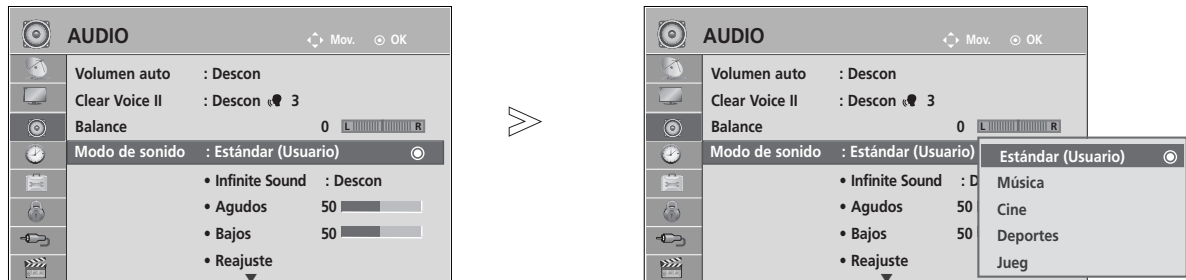 AUDIO
Mov. OK
Volumen auto : Descon
Clear Voice II : Descon 3
Balance 0 L R
Modo de sonido : Estándar (Usuario)
• Infinite Sound : Descon
• Agudos 50
• Bajos 50
• Reajuste
AUDIO
Mov. OK
Volumen auto : Descon
Clear Voice II : Descon 3
Balance 0 L R
Modo de sonido : Estándar (Usuario)
• Infinite Sound : D
• Agudos 50
• Bajos 50
• Reajuste
Estándar (Usuario)
Música
Cine
Deportes
Jueg